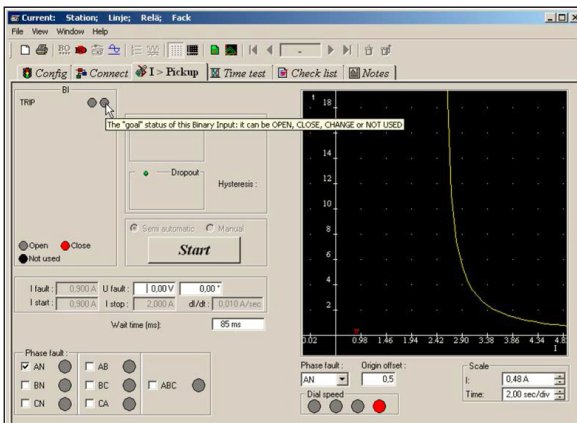 Current: Station; Linje; Relä; Fack
File View Window Help
Config Connect I > Pickup Time test Check list Notes
BI
TRIP
The "goal" status of this Binary Input: it can be OPEN, CLOSE, CHANGE or NOT USED
Dropout
Hysteresis :
Semi automatic Manual
Start
Open Close
Not used
I fault : 0,900 A U fault : 0,00 V 0,00 °
I start : 0,900 A I stop : 2,000 A dI/dt : 0,010 A/sec
Wait time (ms): 85 ms
Phase fault :
AN AB
BN BC ABC
CN CA
t
18
14
12
10
8
6
4
2
0.02 0.98 1.46 1.94 2.42 2.90 3.38 3.86 4.34 4.8
I
Phase fault : Origin offset :
AN 0,5
Dial speed
Scale
I: 0,48 A
Time: 2,00 sec/div